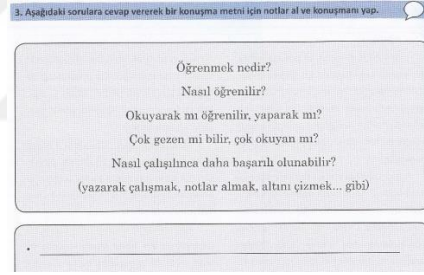 3. Aşağıdaki sorulara cevap vererek bir konuşma metni için notlar al ve konuşmanı yap.
Öğrenmek nedir?
Nasıl öğrenilir?
Okuyarak mı öğrenilir, yaparak mı?
Çok gezen mi bilir, çok okuyan mı?
Nasıl çalışılınca daha başarılı olunabilir?
(yazarak çalışmak, notlar almak, altını çizmek... gibi)